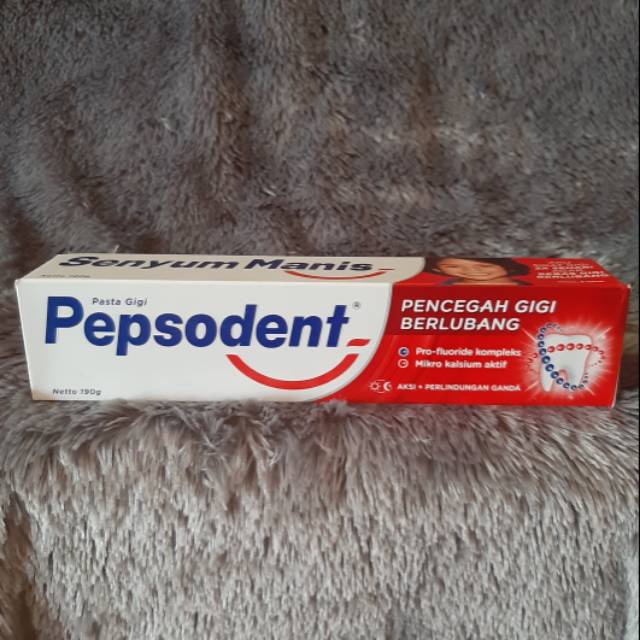 Senyum Manis
Pasta Gigi
Pepsodent®
Netto 190g
PENCEGAH GIGI
BERLUBANG
Pro-fluoride kompleks
Mikro kalsium aktif
AKSI + PERLINDUNGAN GANDA